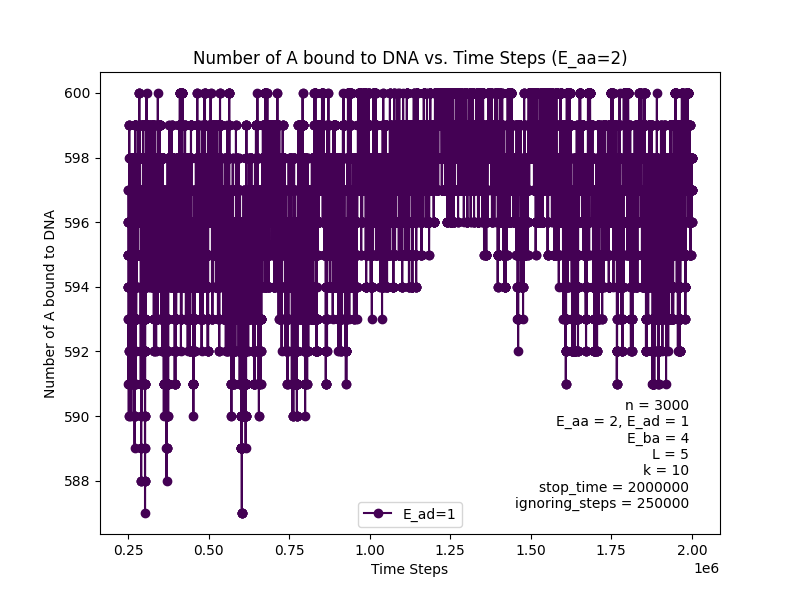 Number of A bound to DNA vs. Time Steps (E_aa=2)
Number of A bound to DNA
600
598
596
594
592
590
588
n = 3000
E_aa = 2, E_ad = 1
E_ba = 4
L = 5
k = 10
stop_time = 2000000
ignoring_steps = 250000
E_ad=1
0.25 0.50 0.75 1.00 1.25 1.50 1.75 2.00
1e6
Time Steps